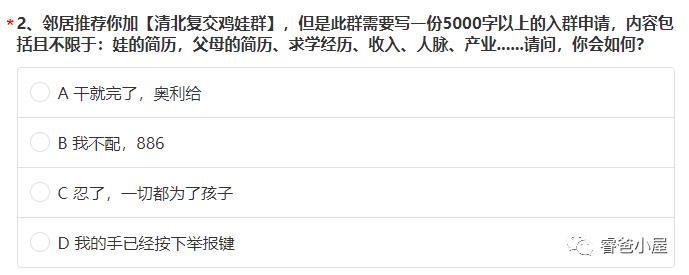 *2、邻居推荐你加【清北复交鸡娃群】，但是此群需要写一份5000字以上的入群申请，内容包
括且不限于：娃的简历，父母的简历、求学经历、收入、人脉、产业......请问，你会如何？
A 干就完了，奥利给
B 我不配，886
C 忍了，一切都为了孩子
D 我的手已经按下举报键
睿爸小屋